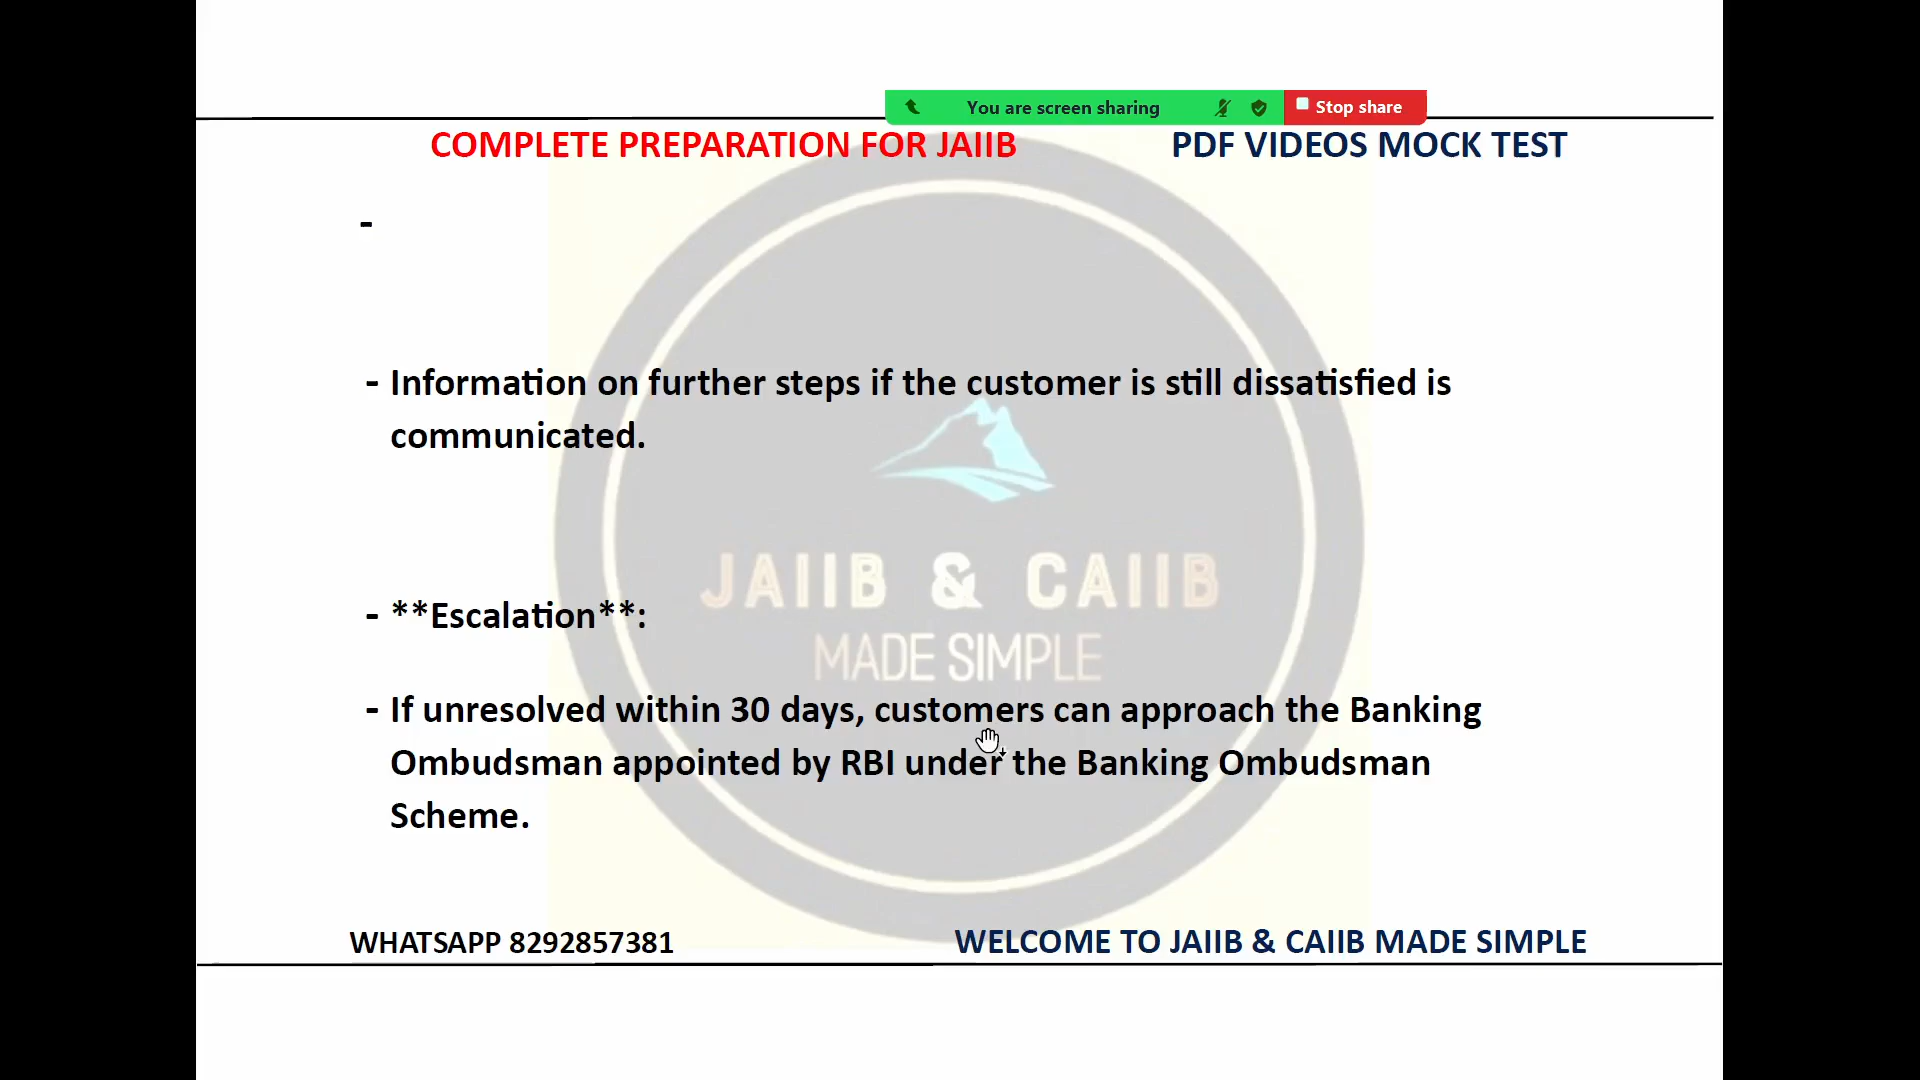 You are screen sharing
Stop share
COMPLETE PREPARATION FOR JAIIB
PDF VIDEOS MOCK TEST
-
- Information on further steps if the customer is still dissatisfied is
communicated.
JAIIB & CAIIB
MADE SIMPLE
- **Escalation**:
- If unresolved within 30 days, customers can approach the Banking
Ombudsman appointed by RBI under the Banking Ombudsman
Scheme.
WHATSAPP 8292857381
WELCOME TO JAIIB & CAIIB MADE SIMPLE